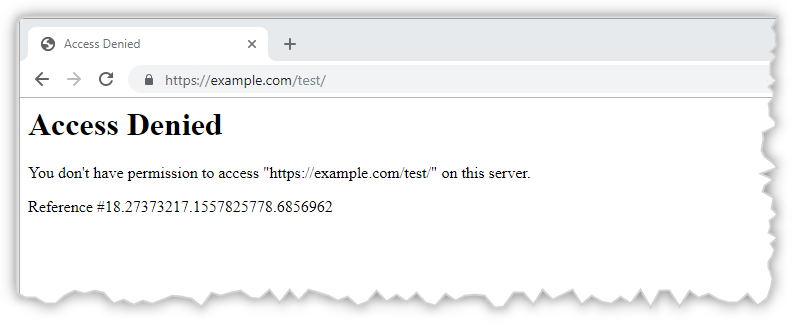 Access Denied
https://example.com/test/
Access Denied
You don't have permission to access "https://example.com/test/" on this server.
Reference #18.27373217.1557825778.6856962